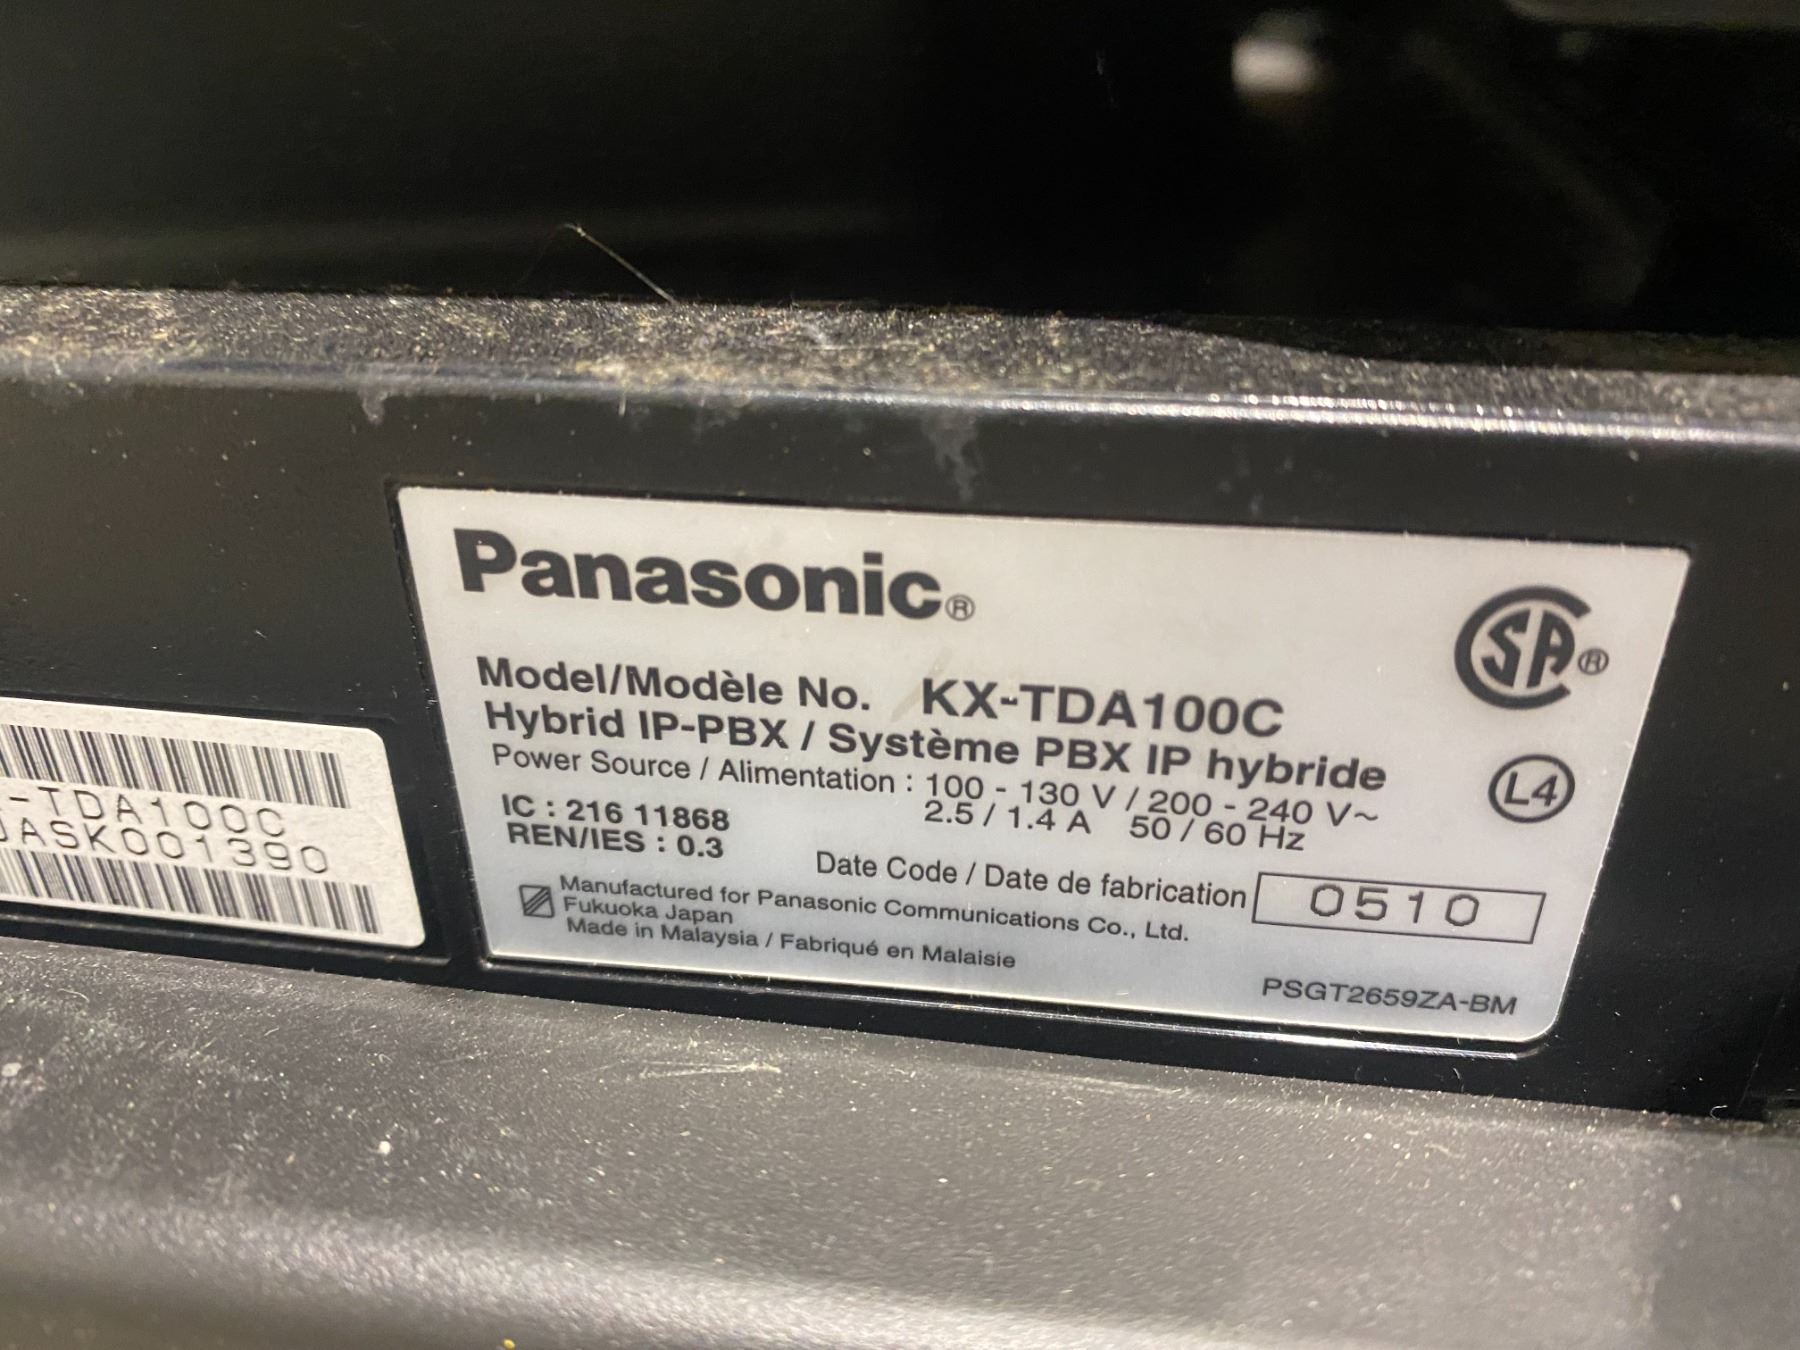 Panasonic®
CSA®
Model/Modèle No. KX-TDA100C
Hybrid IP-PBX / Système PBX IP hybride
Power Source / Alimentation : 100 - 130 V / 200 - 240 V~
2.5 / 1.4 A 50 / 60 Hz
L4
IC : 216 11868
REN/IES : 0.3
Date Code / Date de fabrication 0510
Manufactured for Panasonic Communications Co., Ltd.
Fukuoka Japan
Made in Malaysia / Fabriqué en Malaisie
PSGT2659ZA-BM
-TDA100C
ASK001390